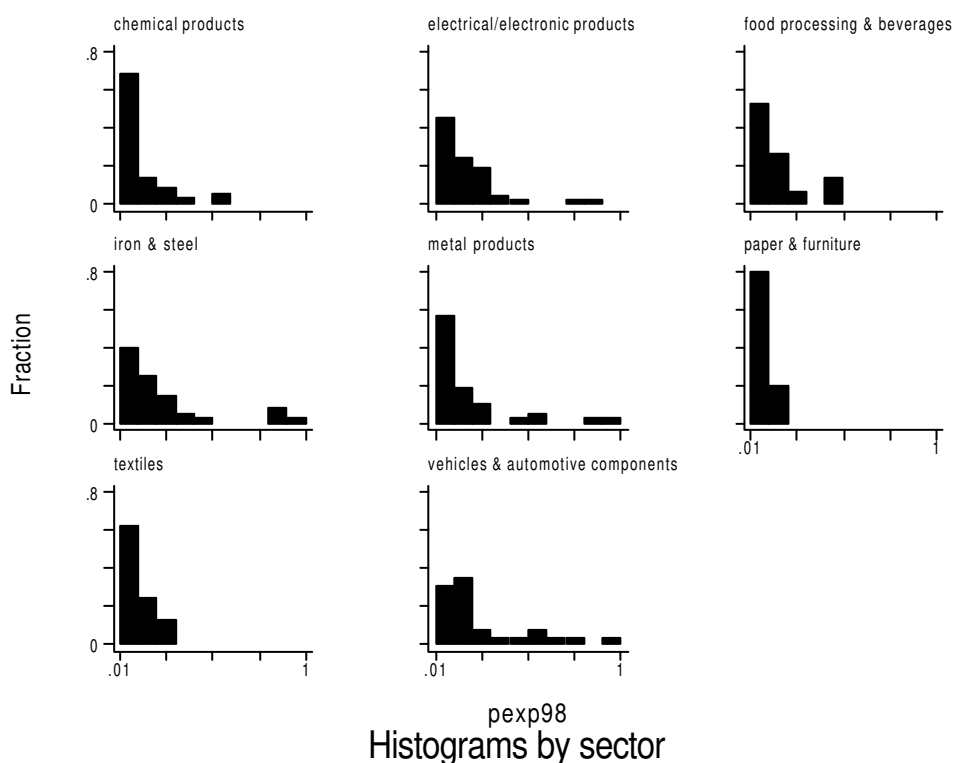 chemical products
electrical/electronic products
food processing & beverages
.8
0
iron & steel
metal products
paper & furniture
.8
0
.01 1
textiles
vehicles & automotive components
.8
0
.01 1
.01 1
Fraction
pexp98
Histograms by sector